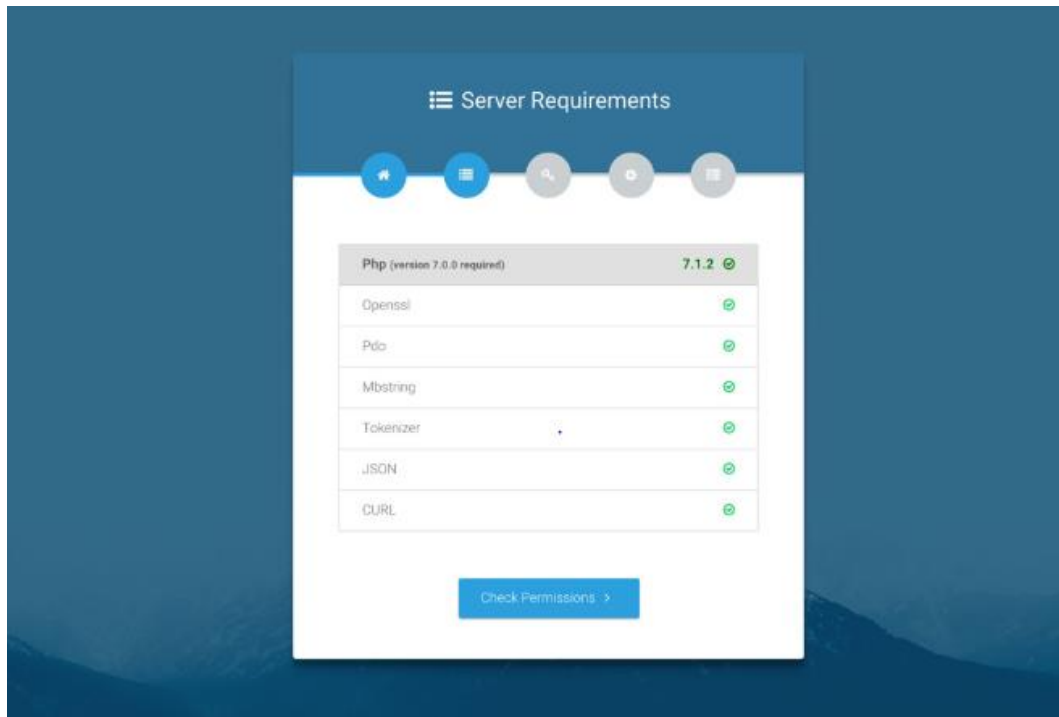 Server Requirements
Php (version 7.0.0 required) 7.1.2
Openssl
Pdo
Mbstring
Tokenizer
JSON
CURL
Check Permissions